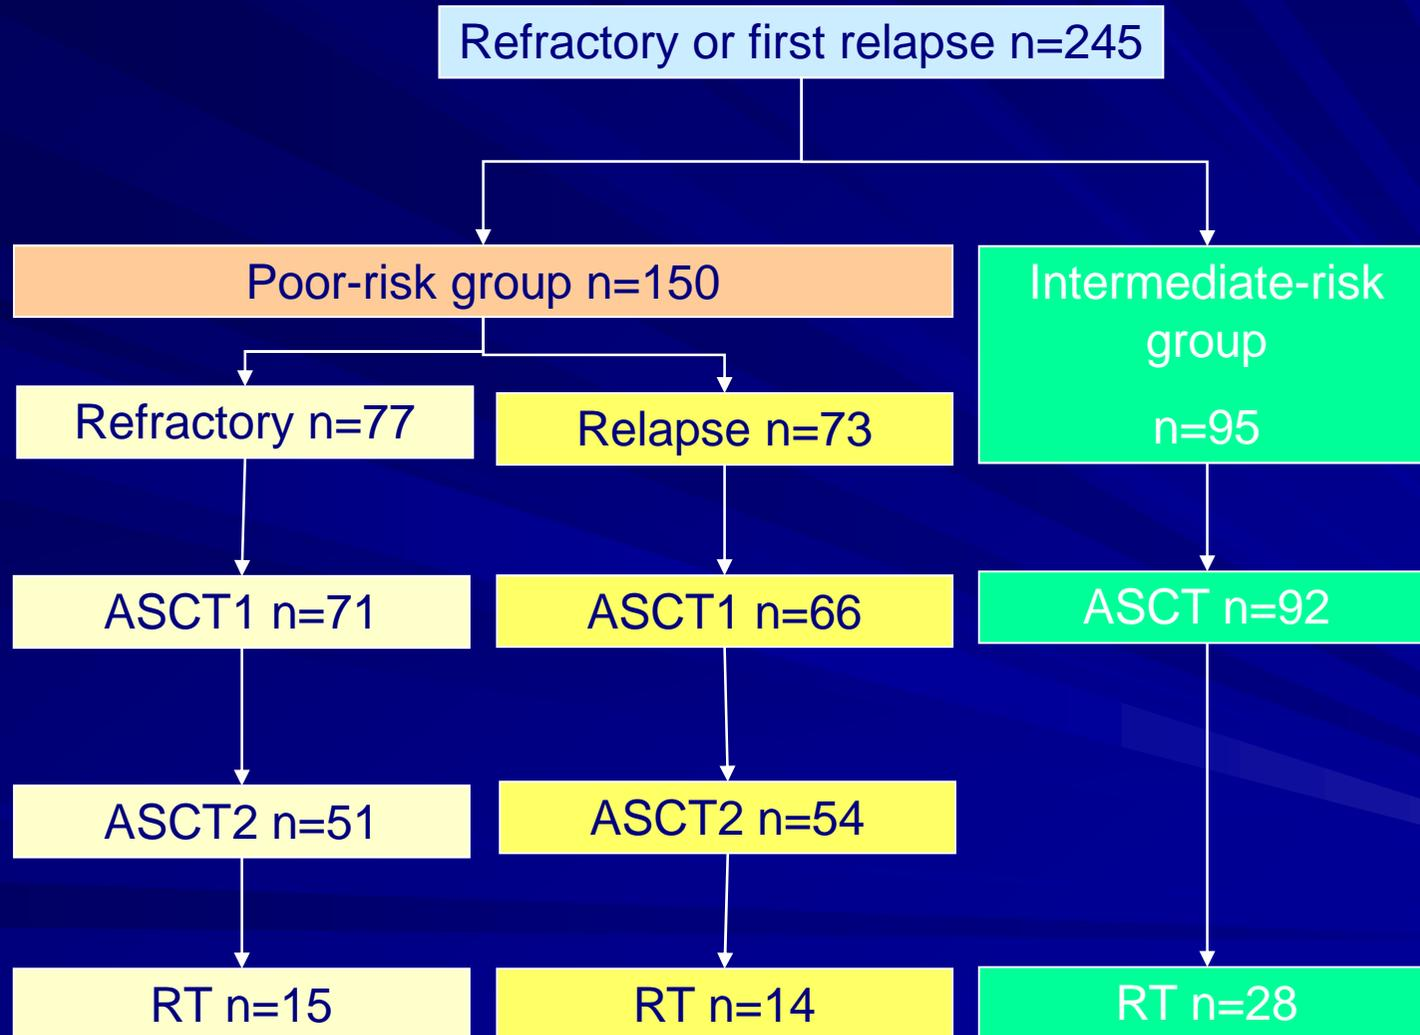 Refractory or first relapse n=245
Poor-risk group n=150
Intermediate-risk
group
n=95
Refractory n=77
Relapse n=73
ASCT1 n=71
ASCT1 n=66
ASCT n=92
ASCT2 n=51
ASCT2 n=54
RT n=15
RT n=14
RT n=28